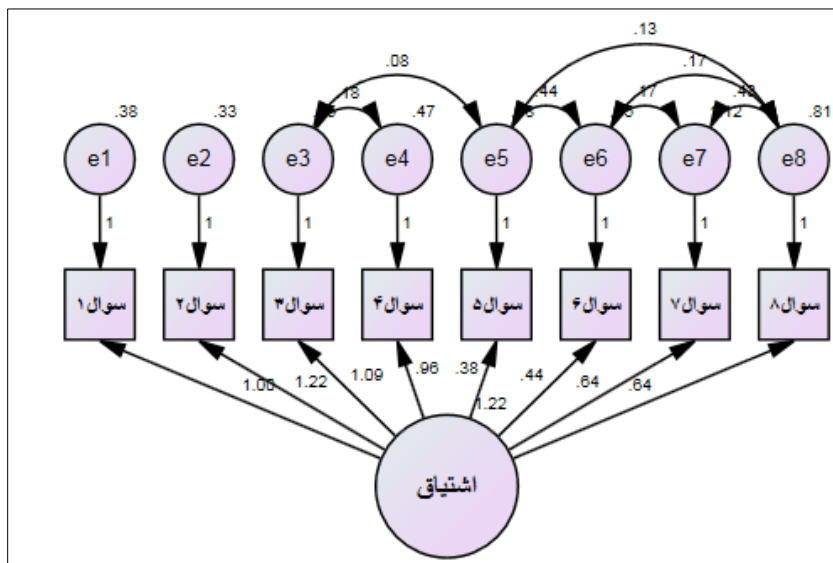 .13
.08 .17
.18 .44 .17 .43
.38 .33 .47 .12 .81
e1 e2 e3 e4 e5 e6 e7 e8
1 1 1 1 1 1 1 1
سوال۱ سوال۲ سوال۳ سوال۴ سوال۵ سوال۶ سوال۷ سوال۸
1.00 1.22 1.09 .96 .38 .44 .64 .64
1.22
اشتیاق